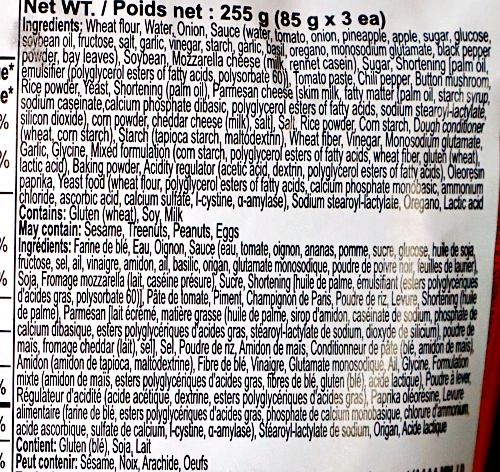 Net WT. / Poids net : 255 g (85 g x 3 ea)
Ingredients: Wheat flour, Water, Onion, Sauce (water, tomato, onion, pineapple, apple, sugar, glucose,
soybean oil, fructose, salt, garlic, vinegar, starch, garlic, basil, oregano, monosodium glutamate, black pepper
powder, bay leaves), Soybean, Mozzarella cheese (milk, rennet casein), Sugar, Shortening [palm oil,
emulsifier (polyglycerol esters of fatty acids, polysorbate 60)], Tomato paste, Chili pepper, Button mushroom,
Rice powder, Yeast, Shortening (palm oil), Parmesan cheese [skim milk, fatty matter (palm oil, starch syrup,
sodium caseinate, calcium phosphate dibasic, polyglycerol esters of fatty acids, sodium stearoyl-lactylate,
silicon dioxide), corn powder, cheddar cheese (milk), salt], Salt, Rice powder, Corn starch, Dough conditioner
(wheat, corn starch), Starch (tapioca starch, maltodextrin), Wheat fiber, Vinegar, Monosodium glutamate,
Garlic, Glycine, Mixed formulation (corn starch, polyglycerol esters of fatty acids, wheat fiber, gluten (wheat),
lactic acid), Baking powder, Acidity regulator (acetic acid, dextrin, polyglycerol esters of fatty acids), Oleoresin
paprika, Yeast food (wheat flour, polyglycerol esters of fatty acids, calcium phosphate monobasic, ammonium
chloride, ascorbic acid, calcium sulfate, l-cystine, α-amylase), Sodium stearoyl-lactylate, Oregano, Lactic acid
Contains: Gluten (wheat), Soy, Milk
May contain: Sesame, Treenuts, Peanuts, Eggs
Ingrédients: Farine de blé, Eau, Oignon, Sauce (eau, tomate, oignon, ananas, pomme, sucre, glucose, huile de soja,
fructose, sel, ail, vinaigre, amidon, ail, basilic, origan, glutamate monosodique, poudre de poivre noir, feuilles de laurier),
Soja, Fromage mozzarella (lait, caséine présure), Sucre, Shortening [huile de palme, émulsifiant (esters polyglycériques
d'acides gras, polysorbate 60)], Pâte de tomate, Piment, Champignon de Paris, Poudre de riz, Levure, Shortening (huile
de palme), Parmesan [lait écrémé, matière grasse (huile de palme, sirop d'amidon, caséinate de sodium, phosphate de
calcium dibasique, esters polyglycériques d'acides gras, stéaroyl-lactylate de sodium, dioxyde de silicium), poudre de
maïs, fromage cheddar (lait), sel], Sel, Poudre de riz, Amidon de maïs, Conditionneur de pâte (blé, amidon de maïs),
Amidon (amidon de tapioca, maltodextrine), Fibre de blé, Vinaigre, Glutamate monosodique, Ail, Glycine, Formulation
mixte (amidon de maïs, esters polyglycériques d'acides gras, fibres de blé, gluten (blé), acide lactique), Poudre à lever,
Régulateur d'acidité (acide acétique, dextrine, esters polyglycériques d'acides gras), Paprika oléorésine, Levure
alimentaire (farine de blé, esters polyglycériques d'acides gras, phosphate de calcium monobasique, chlorure d'ammonium,
acide ascorbique, sulfate de calcium, l-cystine, α-amylase), Stéaroyl-lactylate de sodium, Origan, Acide lactique
Contient: Gluten (blé), Soja, Lait
Peut contenir: Sésame, Noix, Arachide, Oeufs